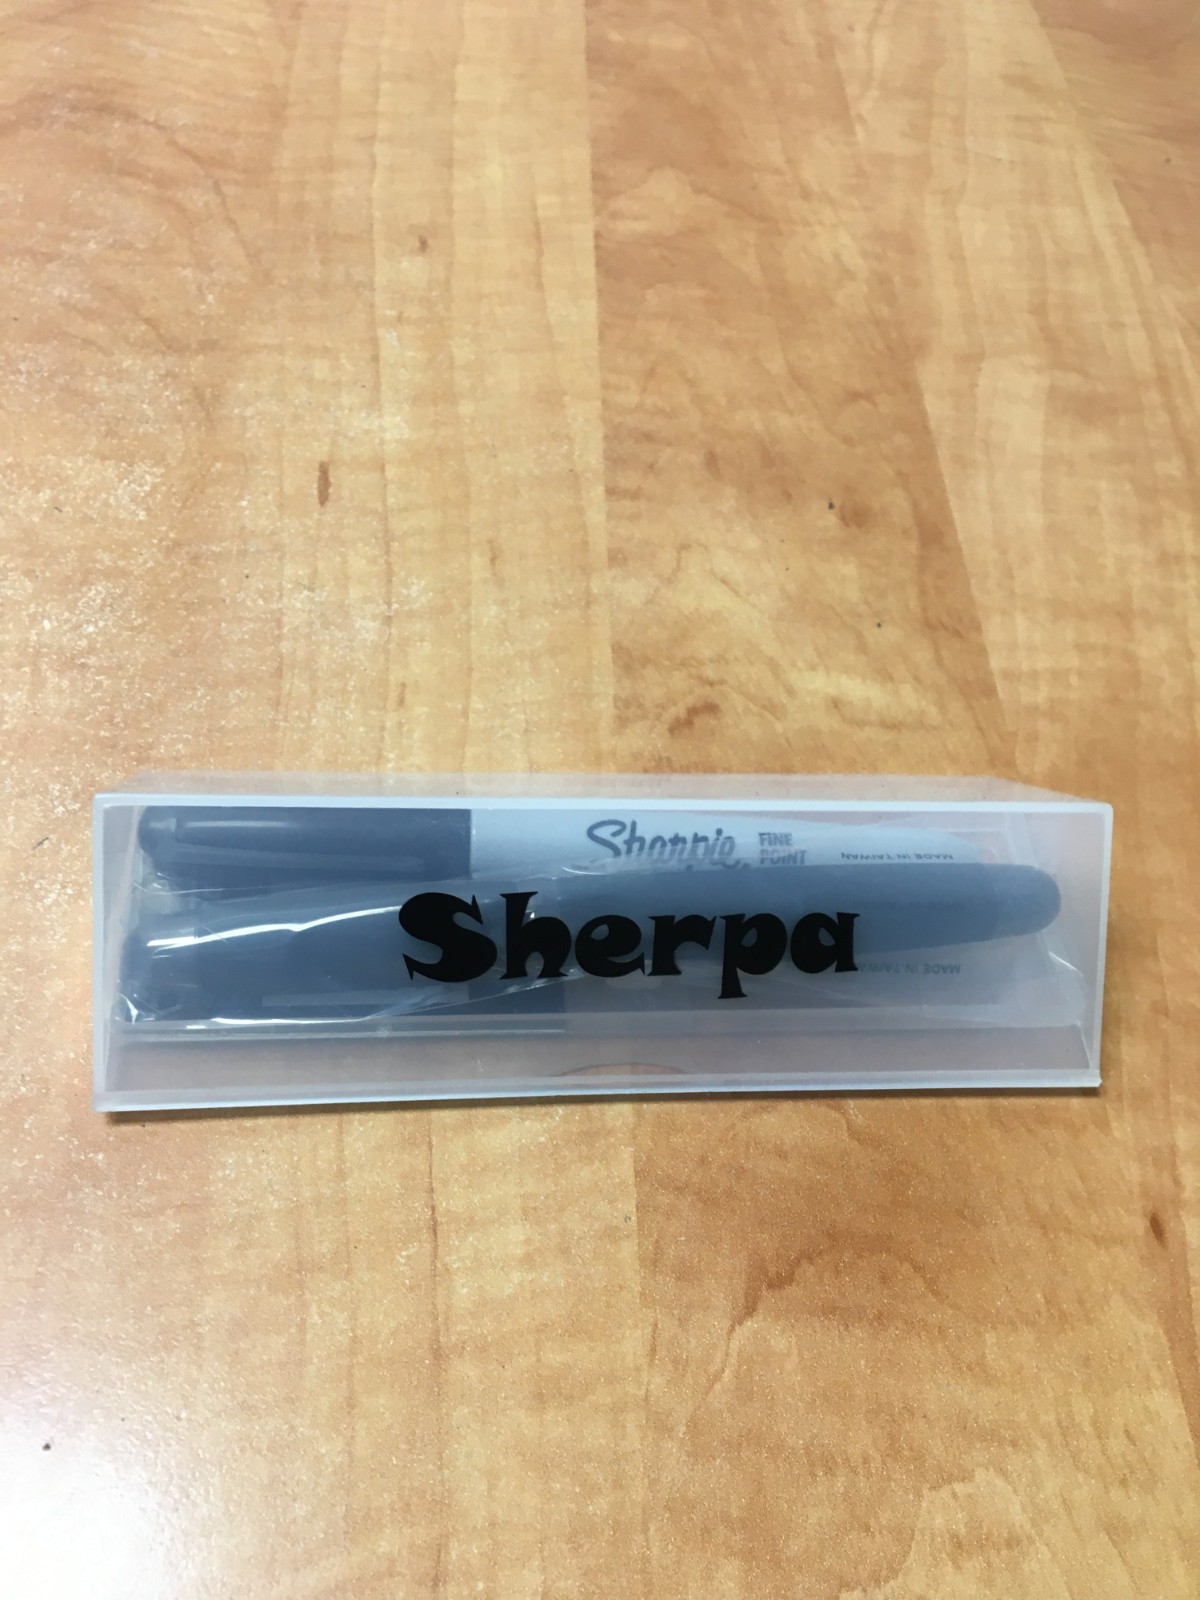 Sharpie FINE
POINT
MADE IN TAIWAN
Sherpa
MADE IN TAIWAN